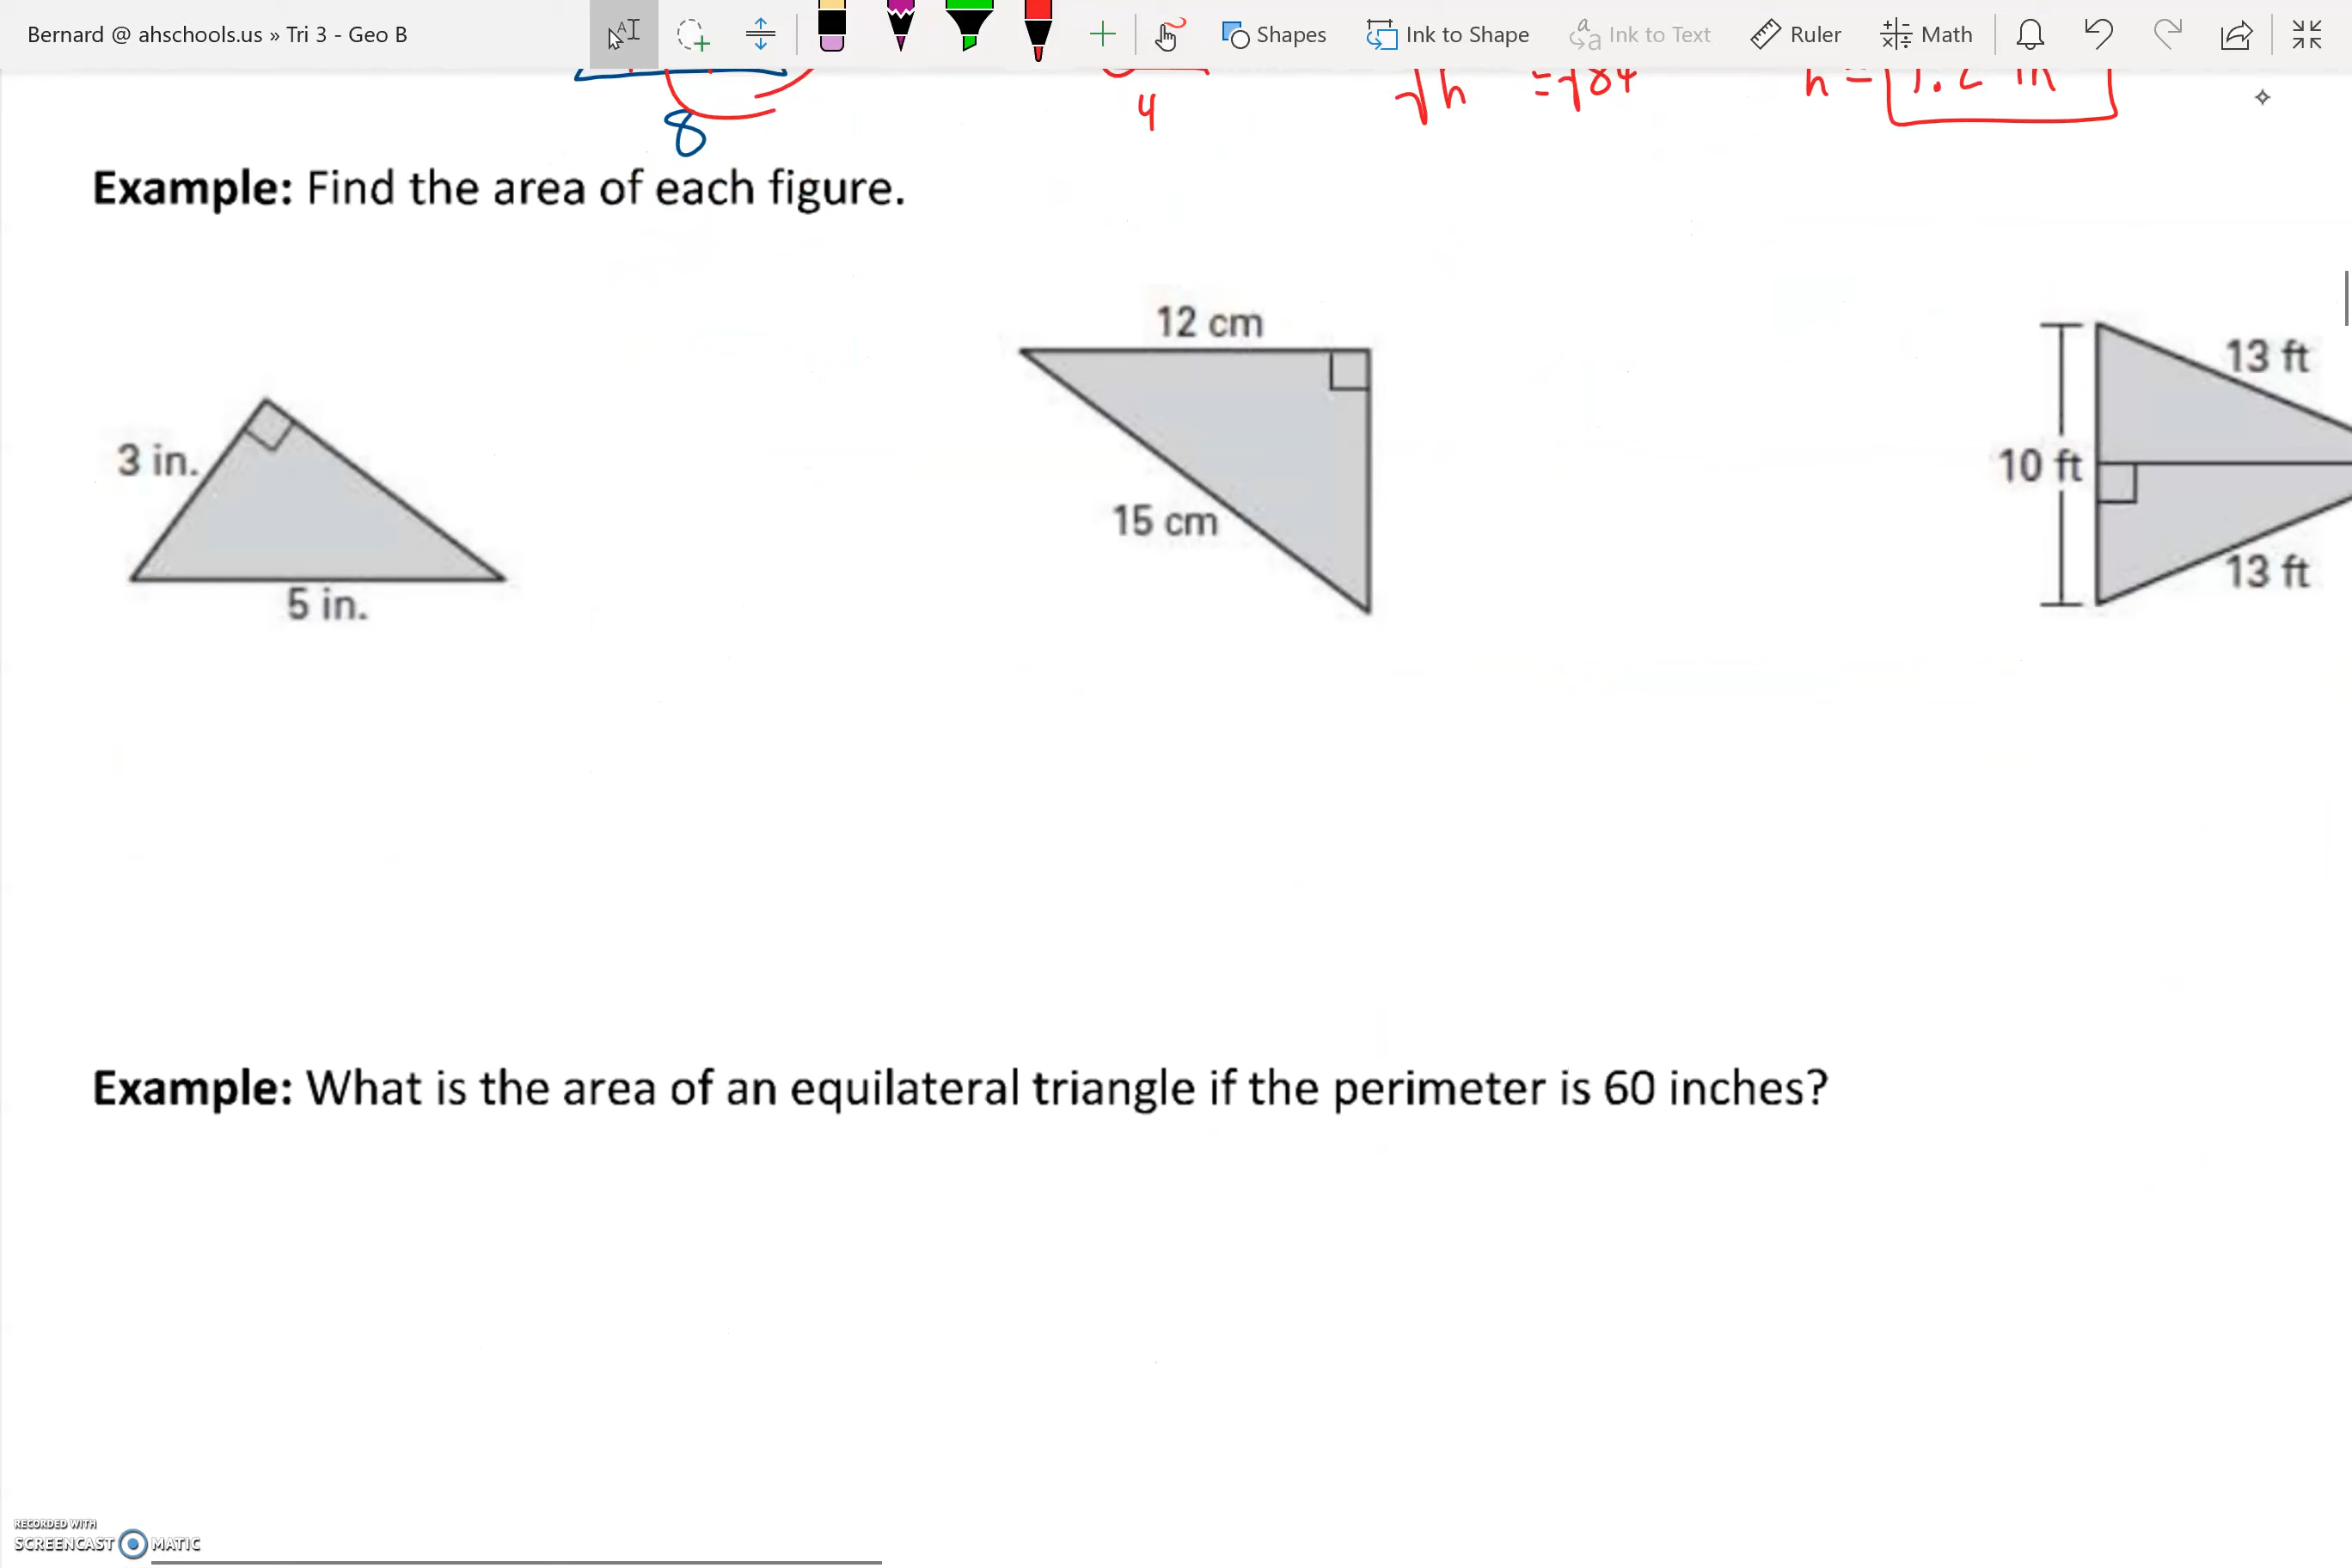 Bernard @ ahschools.us » Tri 3 - Geo B
Shapes
Ink to Shape
Ink to Text
Ruler
Math
8
4
Example: Find the area of each figure.
3 in.
5 in.
12 cm
15 cm
13 ft
10 ft
13 ft
Example: What is the area of an equilateral triangle if the perimeter is 60 inches?
RECORDED WITH
SCREENCAST MATIC